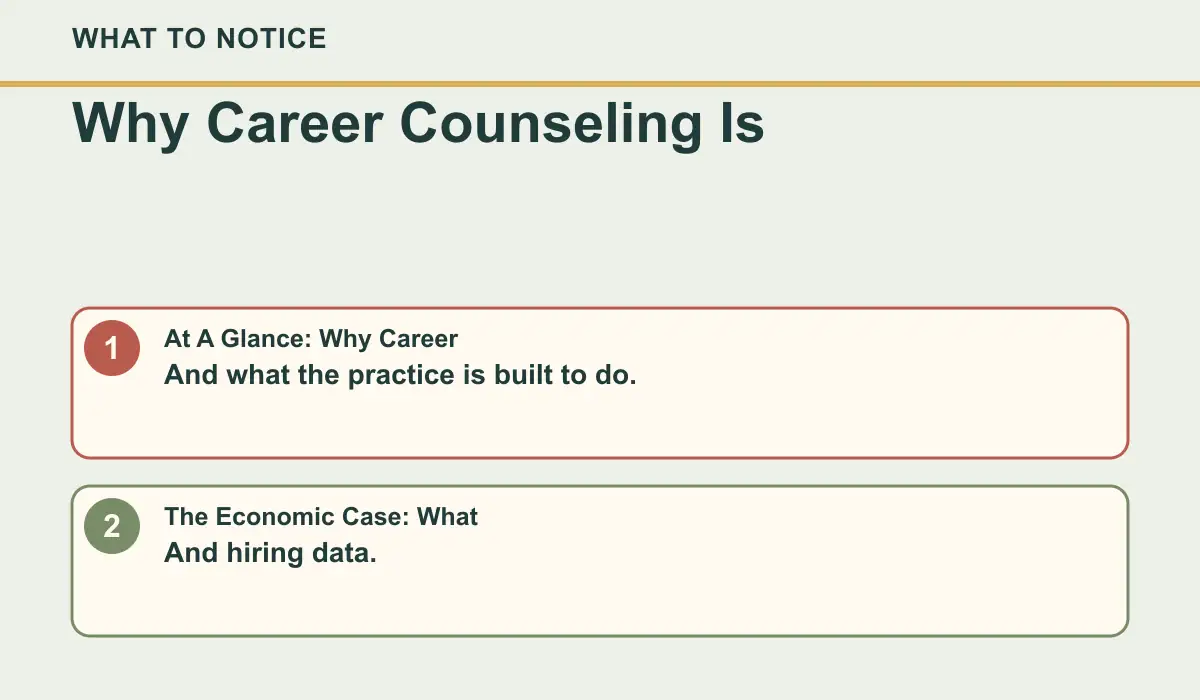 WHAT TO NOTICE
Why Career Counseling Is
1
At A Glance: Why Career
And what the practice is built to do.
2
The Economic Case: What
And hiring data.